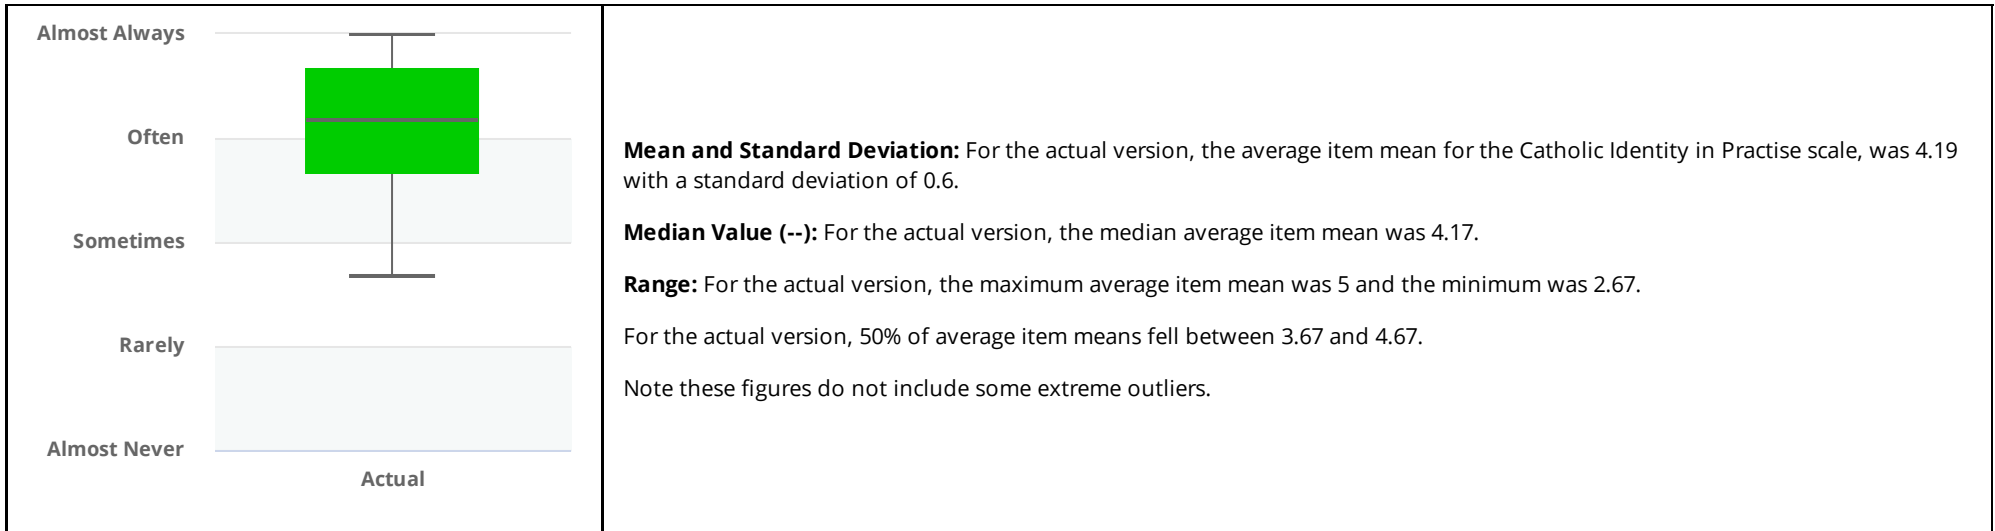 Almost Always
Often
Sometimes
Rarely
Almost Never
Actual
Mean and Standard Deviation: For the actual version, the average item mean for the Catholic Identity in Practise scale, was 4.19
with a standard deviation of 0.6.
Median Value (--): For the actual version, the median average item mean was 4.17.
Range: For the actual version, the maximum average item mean was 5 and the minimum was 2.67.
For the actual version, 50% of average item means fell between 3.67 and 4.67.
Note these figures do not include some extreme outliers.